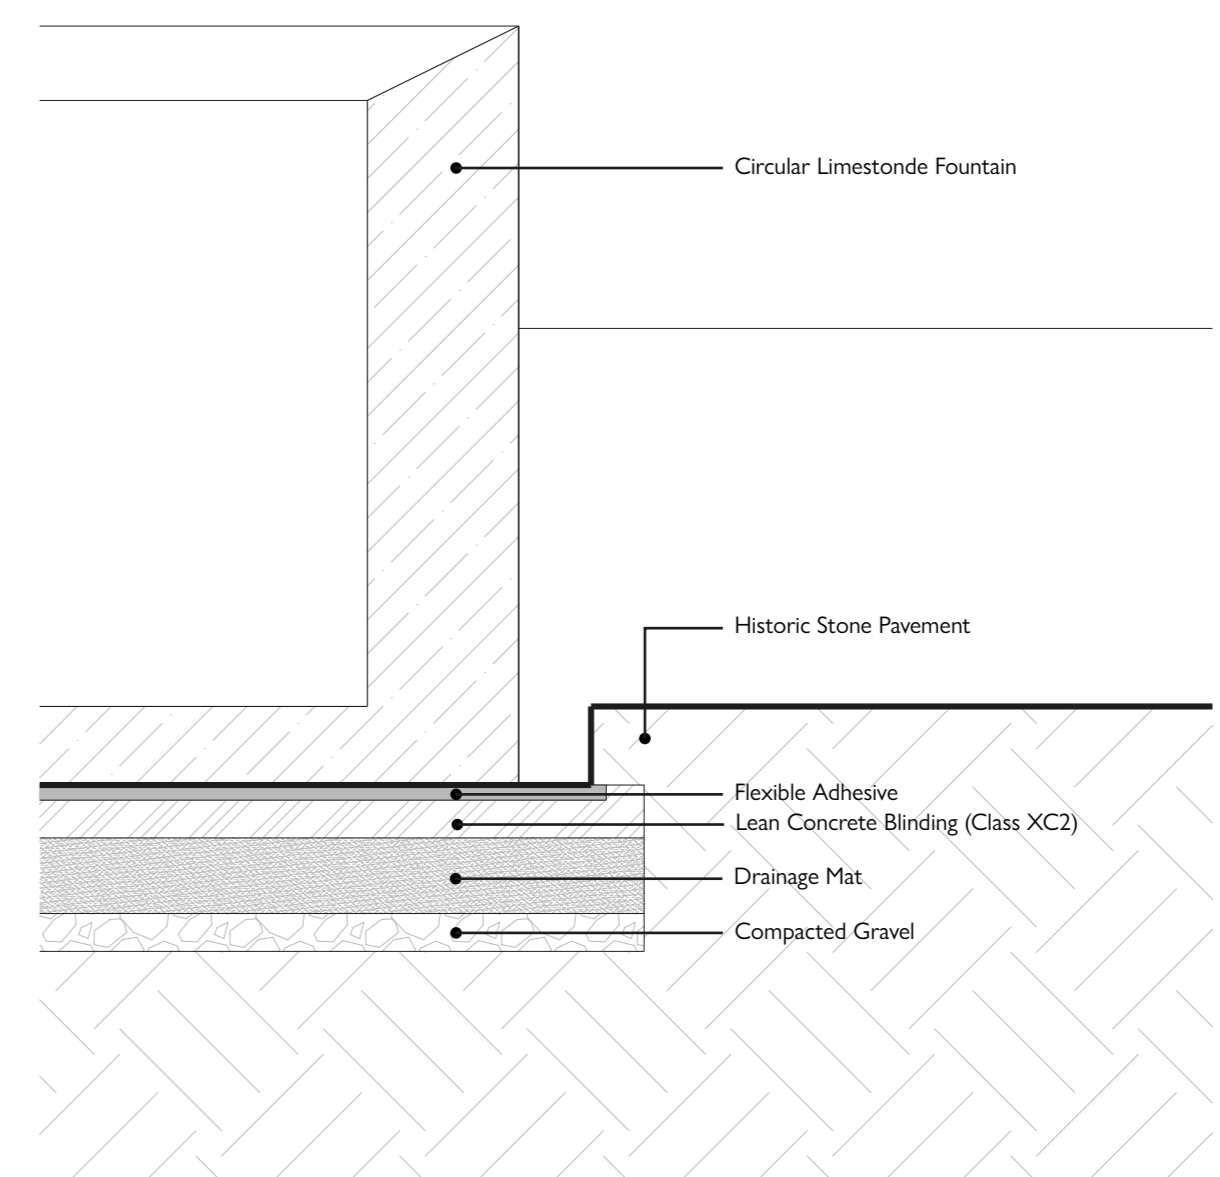 Circular Limestonde Fountain
Historic Stone Pavement
Flexible Adhesive
Lean Concrete Blinding (Class XC2)
Drainage Mat
Compacted Gravel